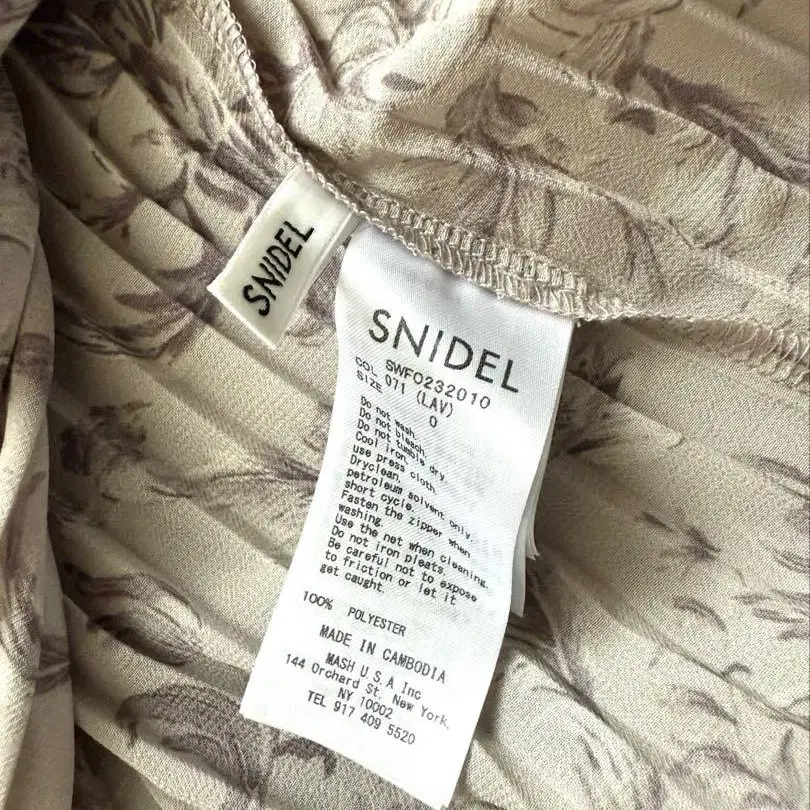 SNIDEL
SNIDEL
SWFO232010
COL 071 (LAV)
SIZE 0
Do not wash.
Do not bleach.
Do not tumble dry
Cool iron.
use press cloth.
Dryclean.
petroleum solvent only.
short cycle.
Fasten the zipper when
washing.
Use the net when cleaning.
Do not iron pleats.
Be careful not to expose
to friction or let it
get caught.
100% POLYESTER
MADE IN CAMBODIA
MASH U.S.A Inc
144 Orchard St. New York.
NY 10002
TEL 917 409 5520